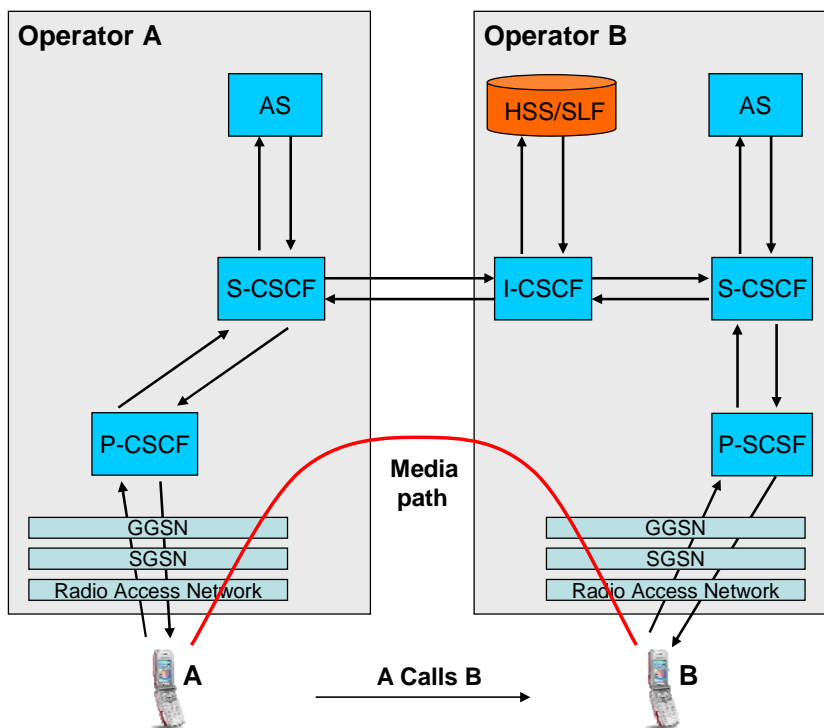 Operator A
Operator B
AS
HSS/SLF
AS
S-CSCF
I-CSCF
S-CSCF
P-CSCF
P-SCSF
Media
path
GGSN
SGSN
Radio Access Network
GGSN
SGSN
Radio Access Network
A
A Calls B
B